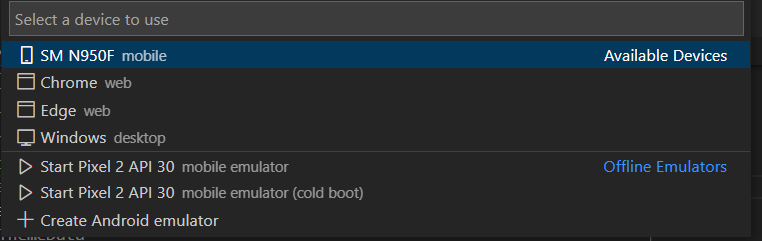 Select a device to use
SM N950F mobile Available Devices
Chrome web
Edge web
Windows desktop
Start Pixel 2 API 30 mobile emulator Offline Emulators
Start Pixel 2 API 30 mobile emulator (cold boot)
Create Android emulator